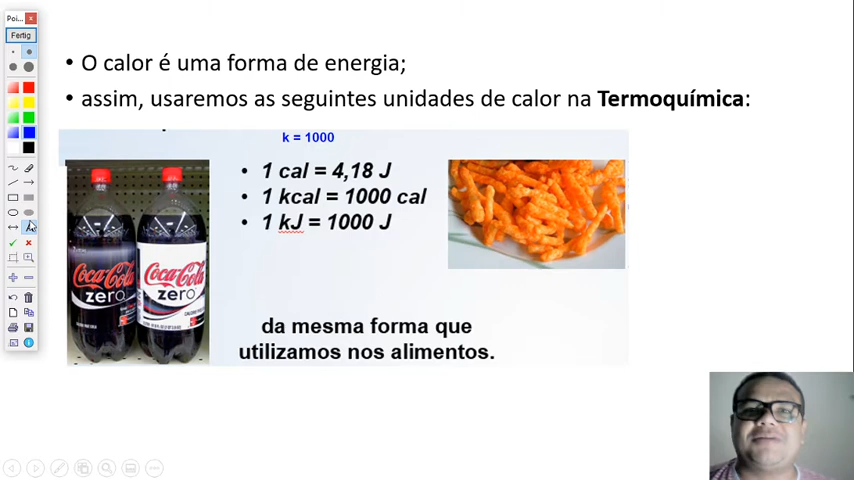 Poi...
Fertig
• O calor é uma forma de energia;
• assim, usaremos as seguintes unidades de calor na Termoquímica:
k = 1000
• 1 cal = 4,18 J
• 1 kcal = 1000 cal
• 1 kJ = 1000 J
Coca-Cola
zero
Coca-Cola
zero
da mesma forma que
utilizamos nos alimentos.